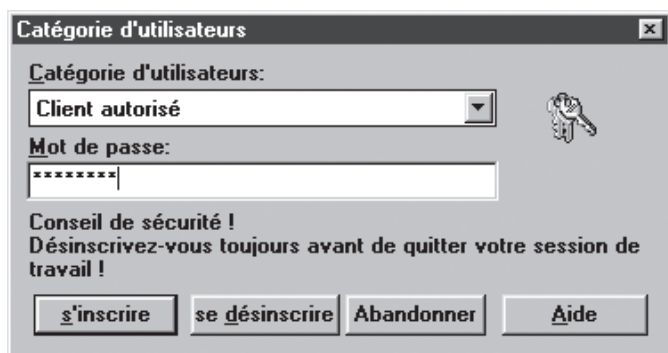 Catégorie d'utilisateurs
Catégorie d'utilisateurs:
Client autorisé
Mot de passe:
********
Conseil de sécurité !
Désinscrivez-vous toujours avant de quitter votre session de
travail !
s'inscrire
se désinscrire
Abandonner
Aide